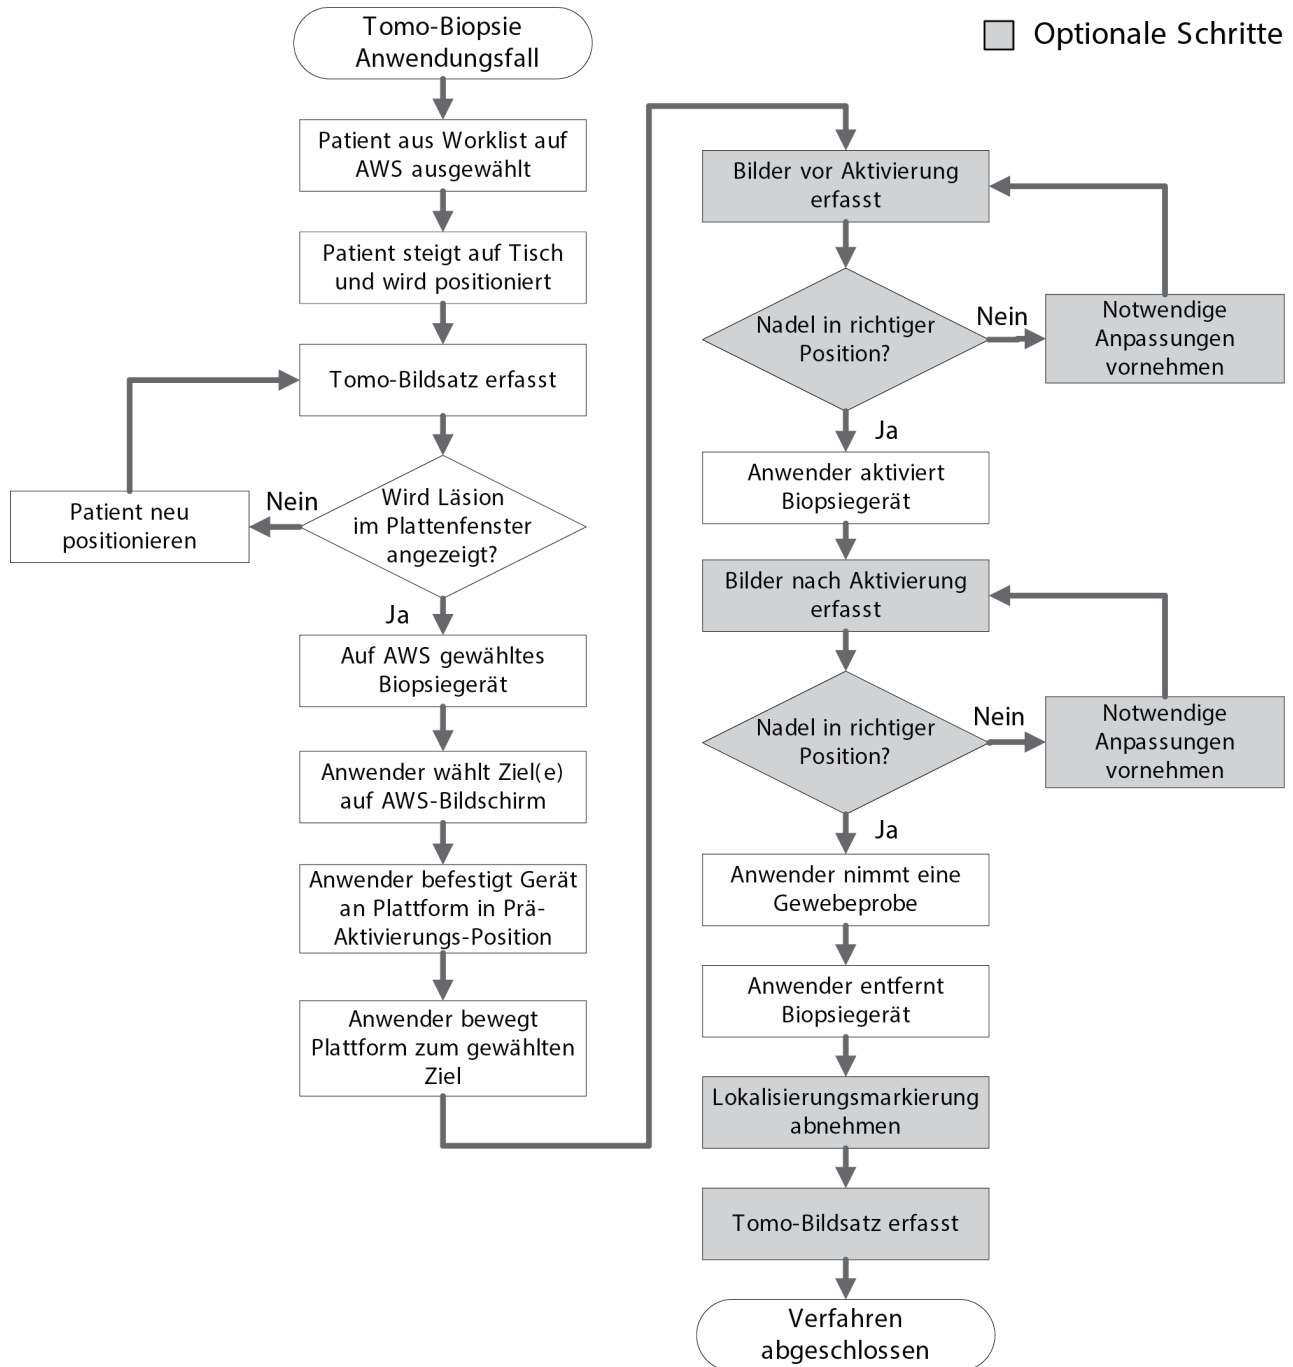 Tomo-Biopsie
Anwendungsfall
Optionale Schritte
Patient aus Worklist auf
AWS ausgewählt
Patient steigt auf Tisch
und wird positioniert
Tomo-Bildsatz erfasst
Wird Läsion
im Plattenfenster
angezeigt?
Nein
Patient neu
positionieren
Ja
Auf AWS gewähltes
Biopsiegerät
Anwender wählt Ziel(e)
auf AWS-Bildschirm
Anwender befestigt Gerät
an Plattform in Prä-
Aktivierungs-Position
Anwender bewegt
Plattform zum gewählten
Ziel
Bilder vor Aktivierung
erfasst
Nadel in richtiger
Position?
Nein
Notwendige
Anpassungen
vornehmen
Ja
Anwender aktiviert
Biopsiegerät
Bilder nach Aktivierung
erfasst
Nadel in richtiger
Position?
Nein
Notwendige
Anpassungen
vornehmen
Ja
Anwender nimmt eine
Gewebeprobe
Anwender entfernt
Biopsiegerät
Lokalisierungsmarkierung
abnehmen
Tomo-Bildsatz erfasst
Verfahren
abgeschlossen